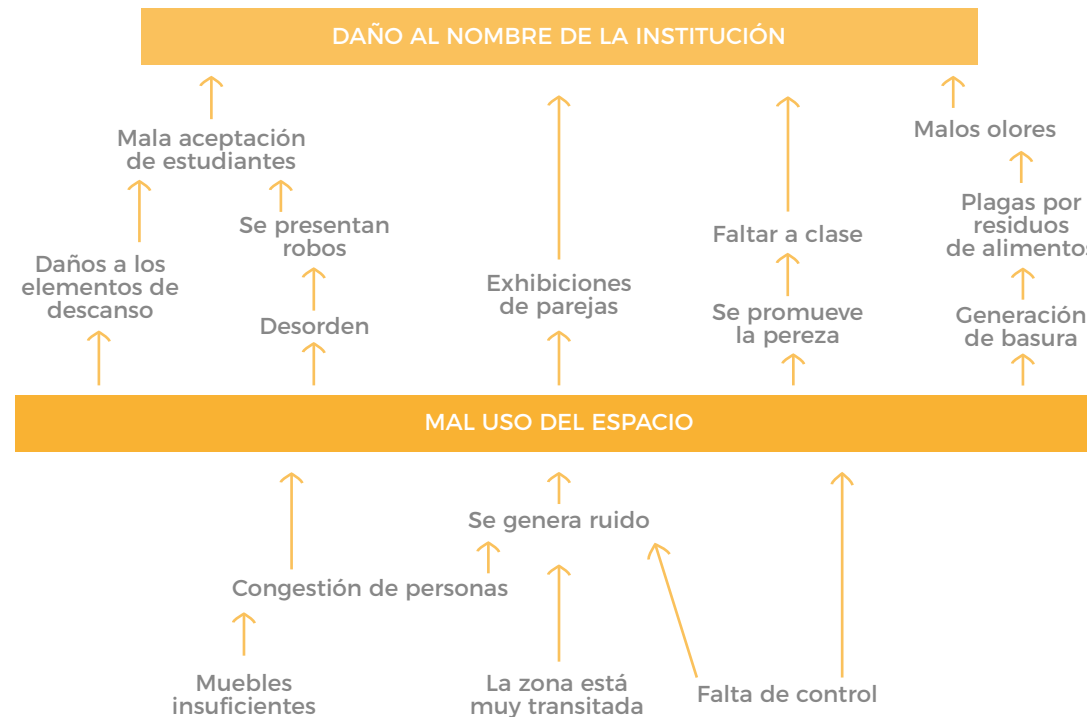 DAÑO AL NOMBRE DE LA INSTITUCIÓN
Mala aceptación
de estudiantes
Malos olores
Se presentan
robos
Faltar a clase
Plagas por
residuos
de alimentos
Daños a los
elementos de
descanso
Desorden
Exhibiciones
de parejas
Se promueve
la pereza
Generación
de basura
MAL USO DEL ESPACIO
Se genera ruido
Congestión de personas
Muebles
insuficientes
La zona está
muy transitada
Falta de control